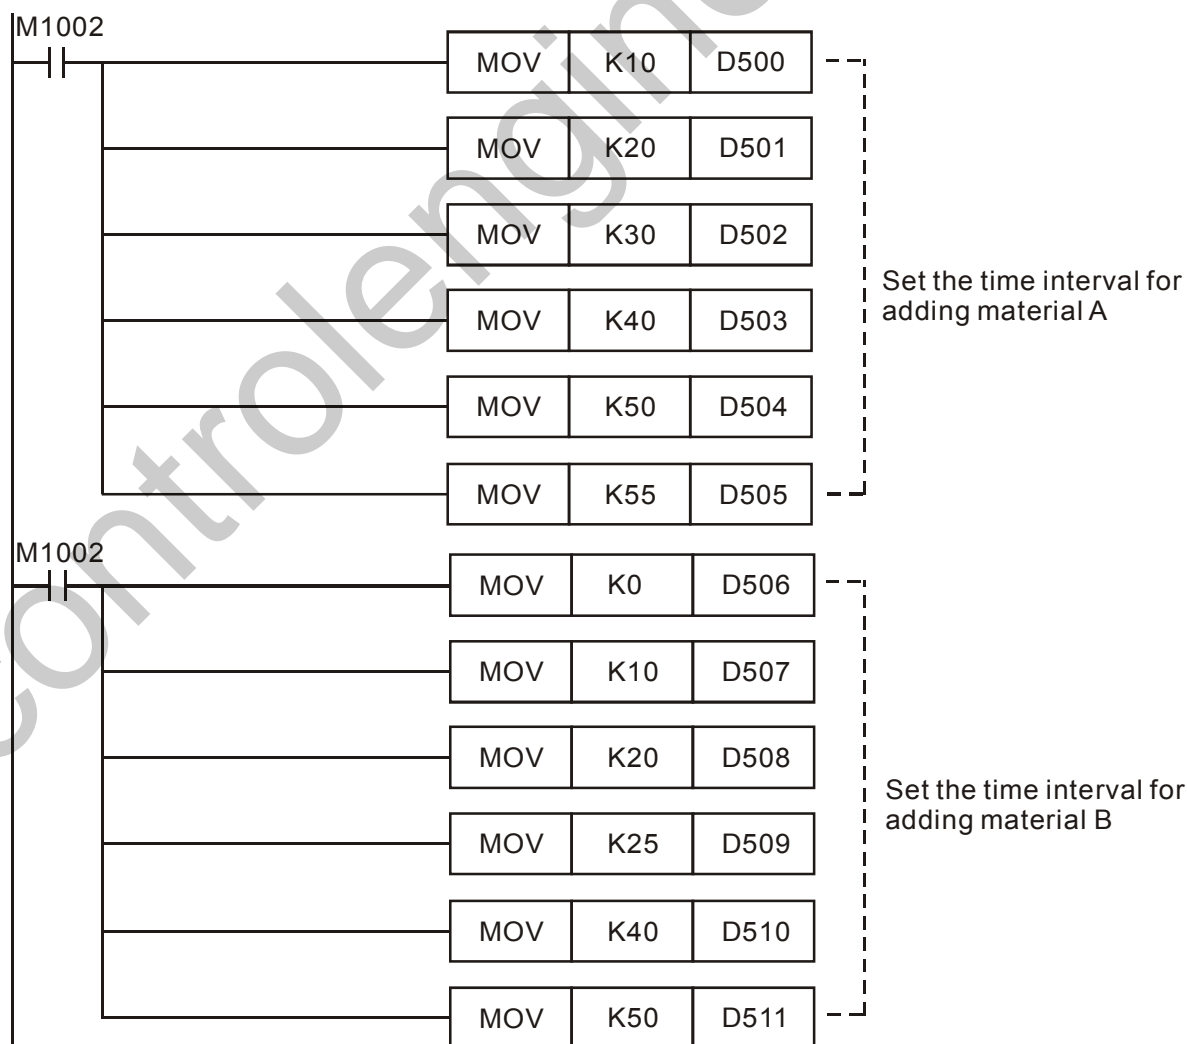 M1002
MOV K10 D500
MOV K20 D501
MOV K30 D502
Set the time interval for
adding material A
MOV K40 D503
MOV K50 D504
MOV K55 D505
M1002
MOV K0 D506
MOV K10 D507
MOV K20 D508
Set the time interval for
adding material B
MOV K25 D509
MOV K40 D510
MOV K50 D511
controlengin